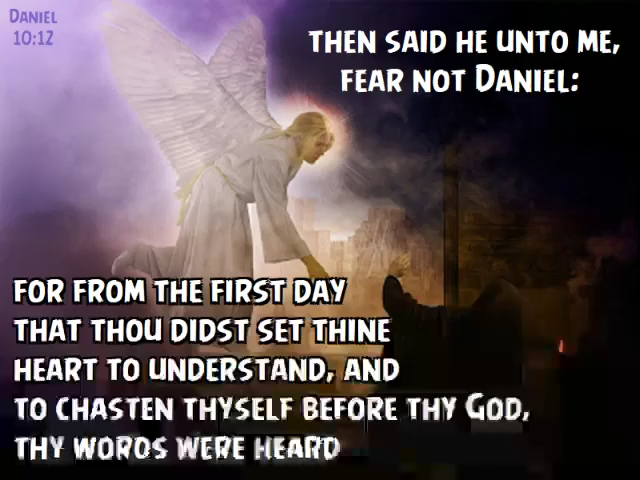 Daniel
10:12
Then said he unto me,
fear not Daniel:
for from the first day
that thou didst set thine
heart to understand, and
to chasten thyself before thy God,
thy words were heard